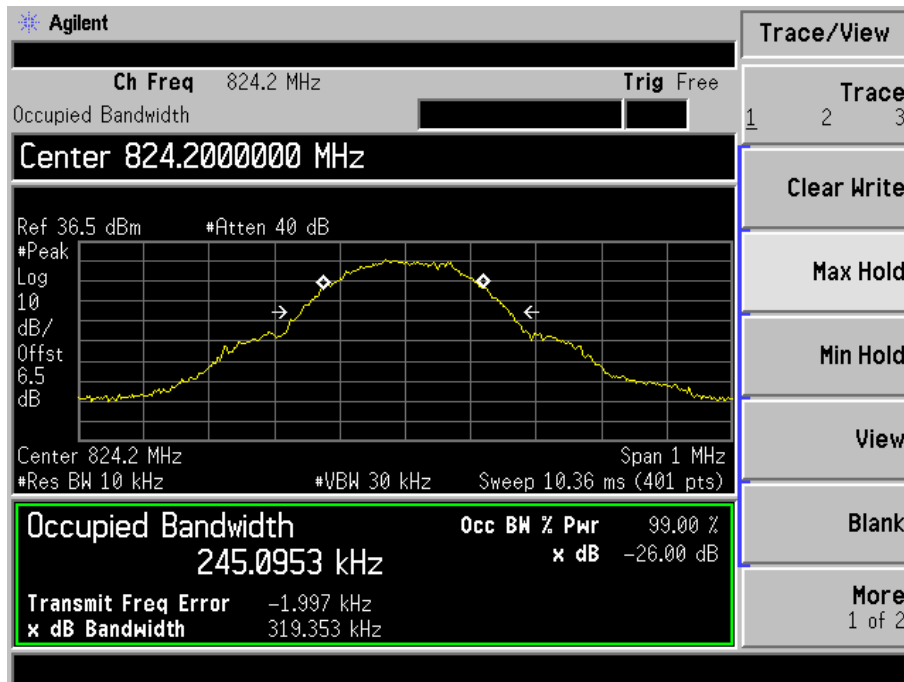 Agilent
Trace/View
Ch Freq 824.2 MHz Trig Free
Occupied Bandwidth
Center 824.2000000 MHz
Ref 36.5 dBm #Atten 40 dB
#Peak
Log
10
dB/
Offst
6.5
dB
Center 824.2 MHz Span 1 MHz
#Res BW 10 kHz #VBW 30 kHz Sweep 10.36 ms (401 pts)
Occupied Bandwidth Occ BW % Pwr 99.00 %
245.0953 kHz x dB -26.00 dB
Transmit Freq Error -1.997 kHz
x dB Bandwidth 319.353 kHz
Trace
1 2 3
Clear Write
Max Hold
Min Hold
View
Blank
More
1 of 2